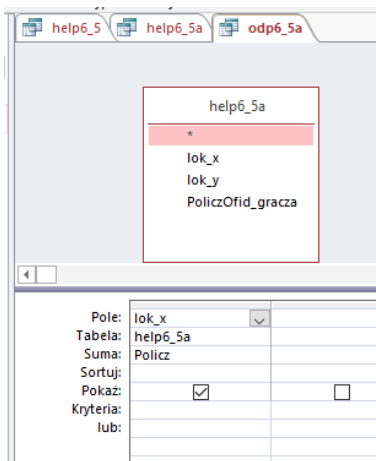 help6_5 help6_5a odp6_5a
help6_5a
*
lok_x
lok_y
PoliczOfid_gracza
Pole: lok_x
Tabela: help6_5a
Suma: Policz
Sortuj:
Pokaż:
Kryteria:
lub: